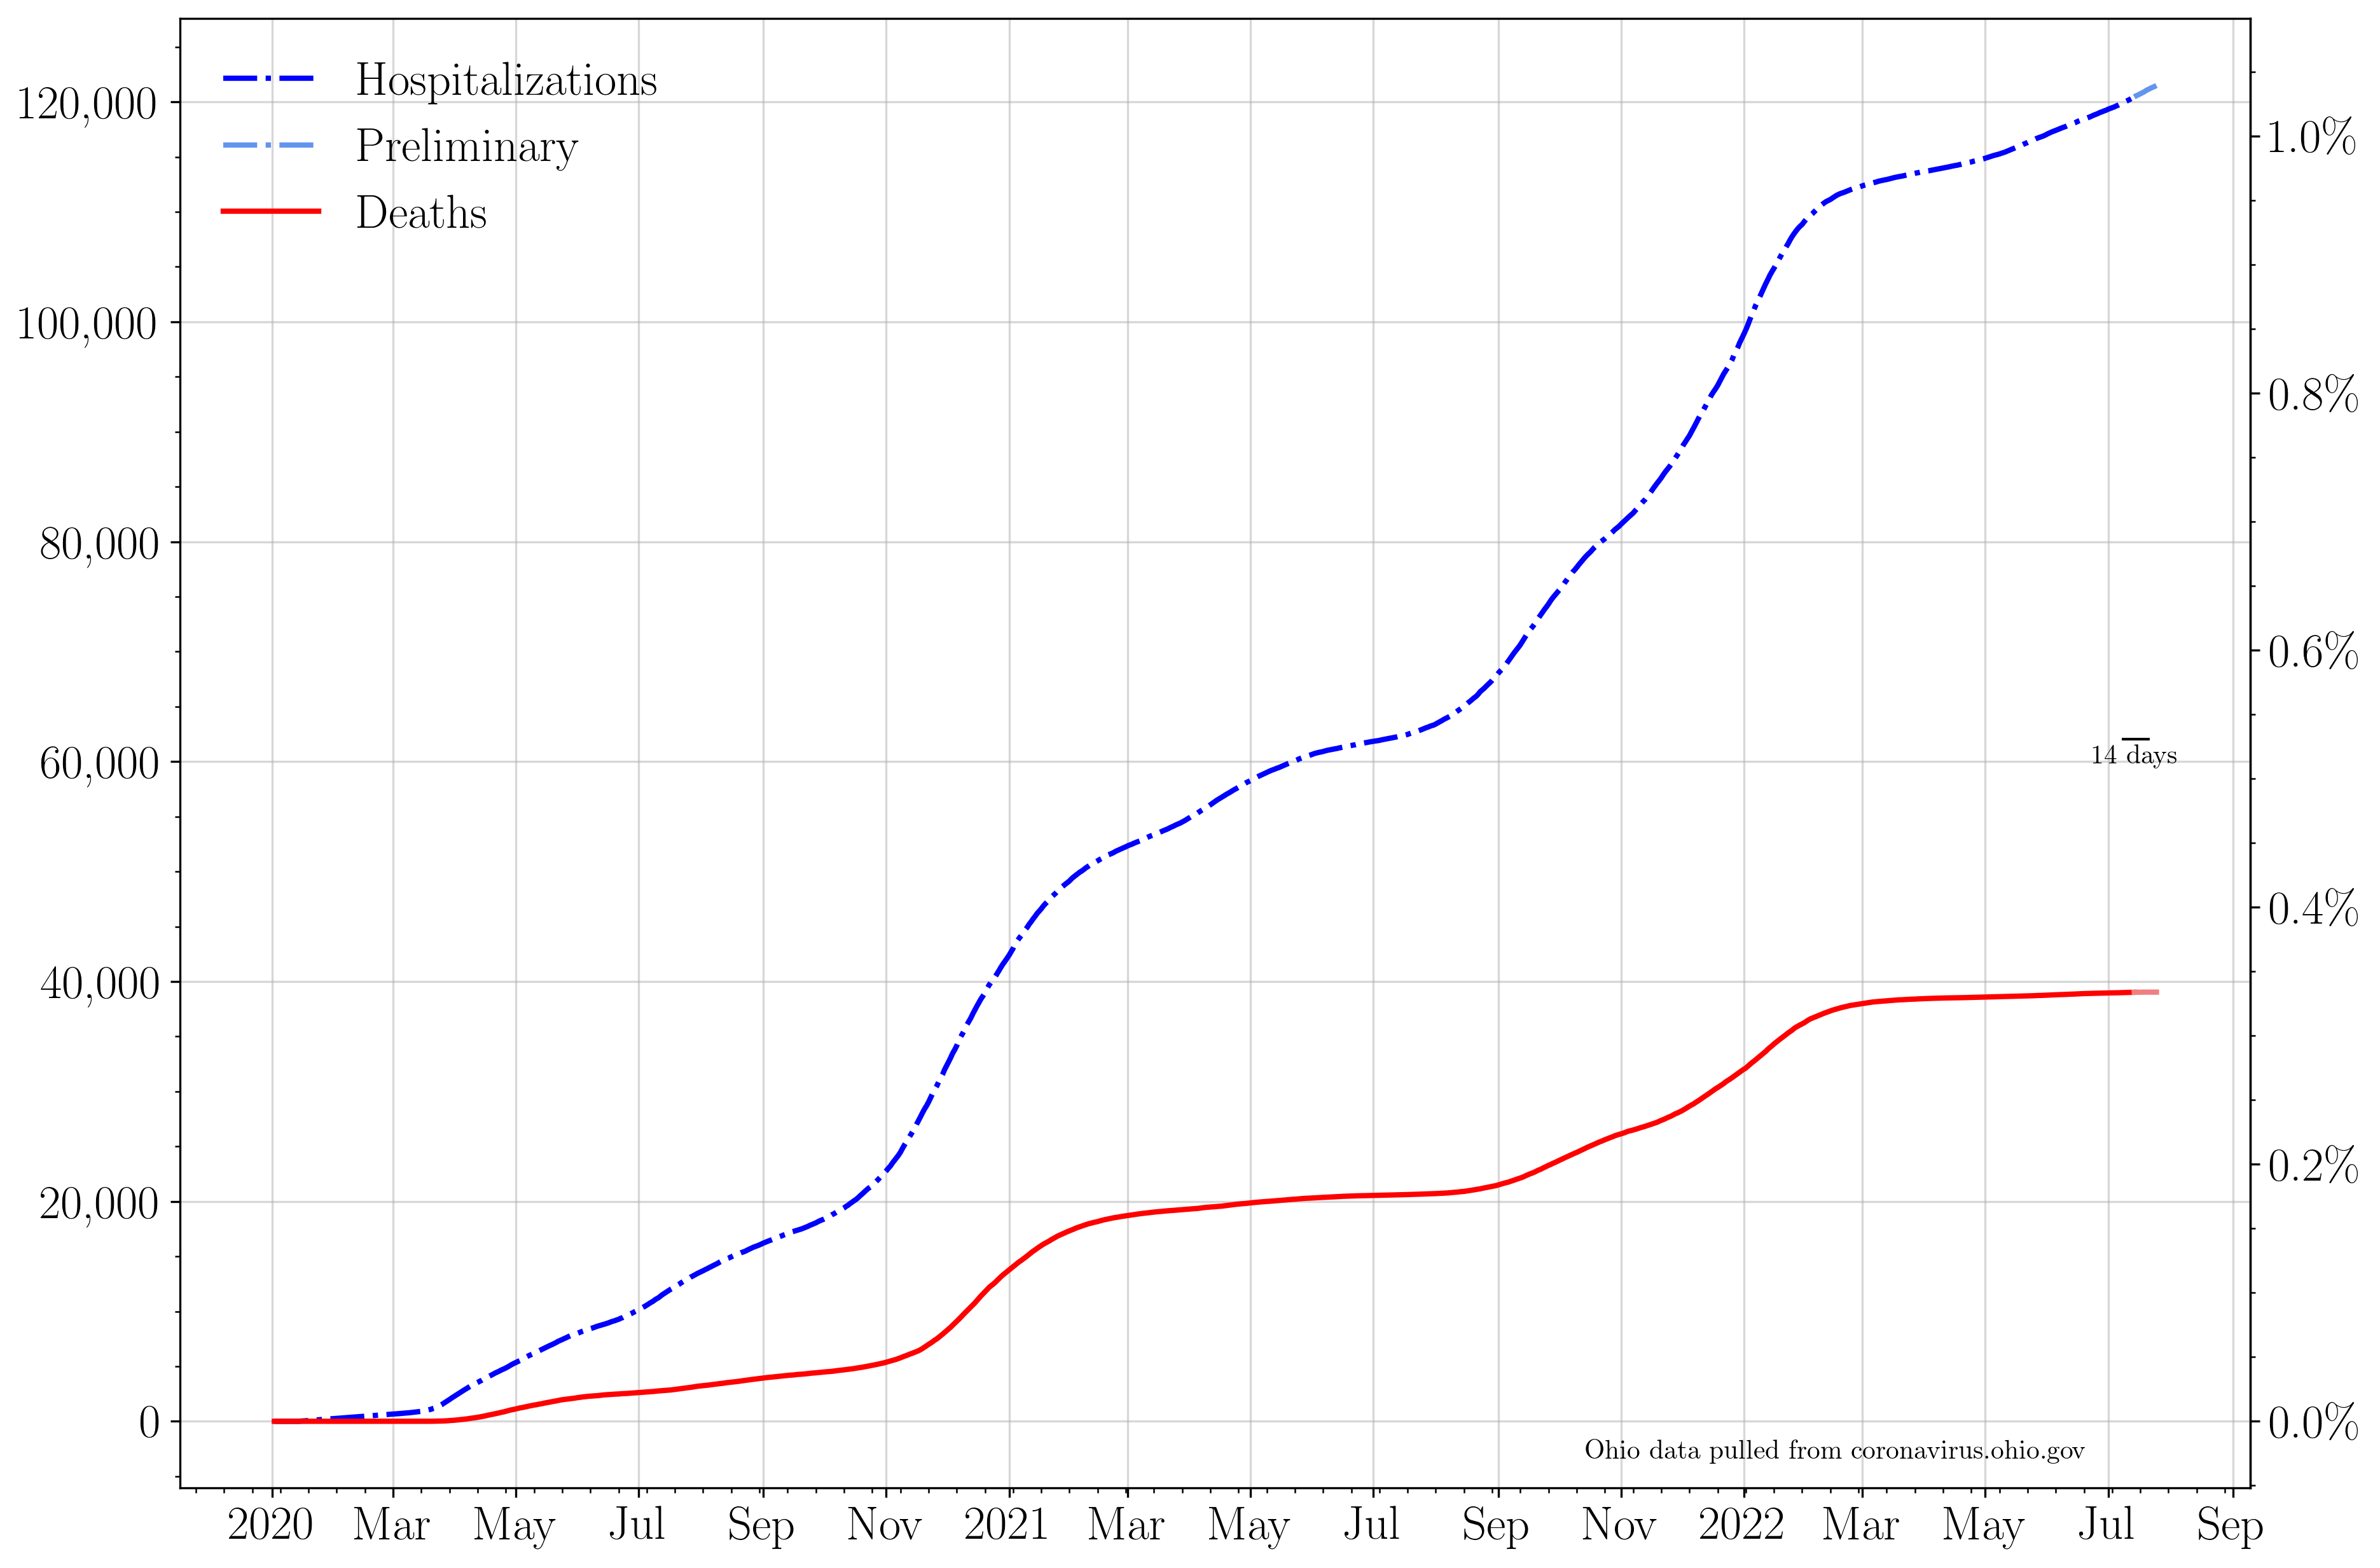 Hospitalizations
Preliminary
Deaths
120,000
100,000
80,000
60,000
40,000
20,000
0
1.0%
0.8%
0.6%
0.4%
0.2%
0.0%
14 days
Ohio data pulled from coronavirus.ohio.gov
2020 Mar May Jul Sep Nov 2021 Mar May Jul Sep Nov 2022 Mar May Jul Sep